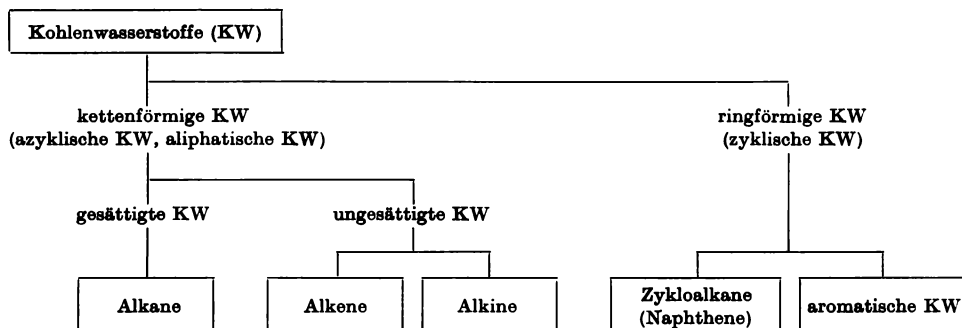 Kohlenwasserstoffe (KW)
kettenförmige KW
(azyklische KW, aliphatische KW)
ringförmige KW
(zyklische KW)
gesättigte KW
ungesättigte KW
Alkane
Alkene
Alkine
Zykloalkane
(Naphthene)
aromatische KW